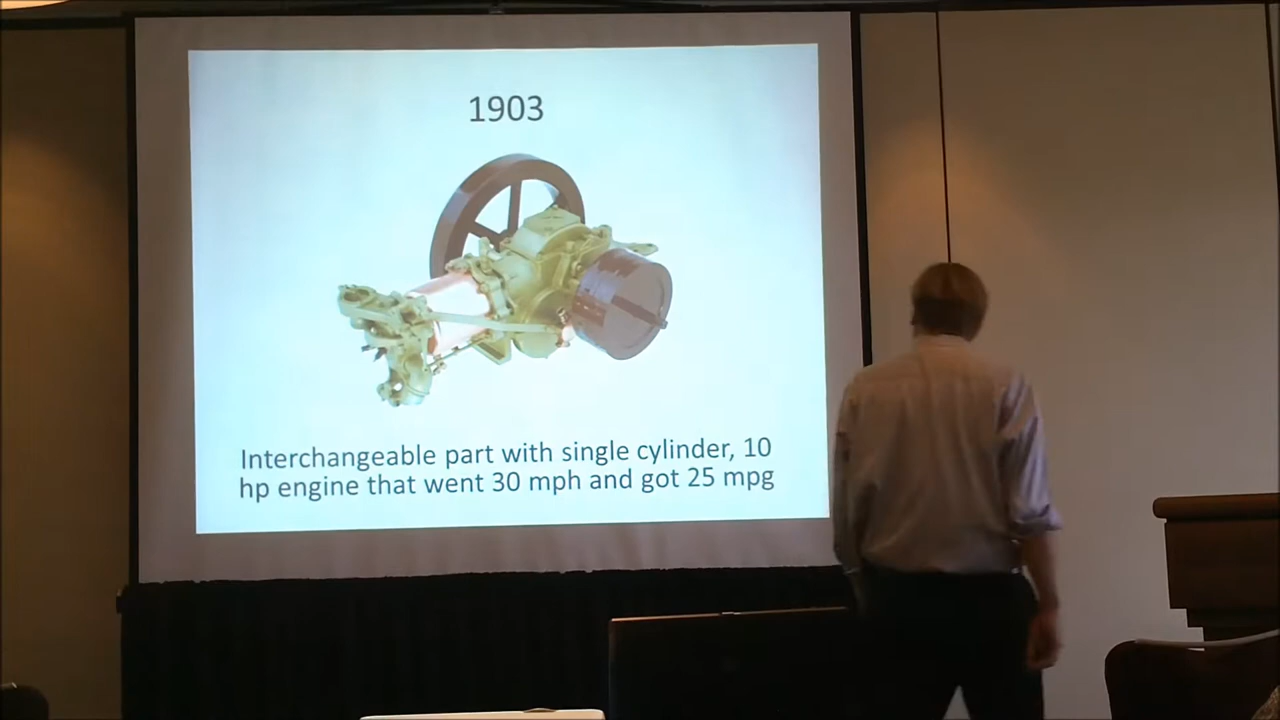 1903
Interchangeable part with single cylinder, 10
hp engine that went 30 mph and got 25 mpg